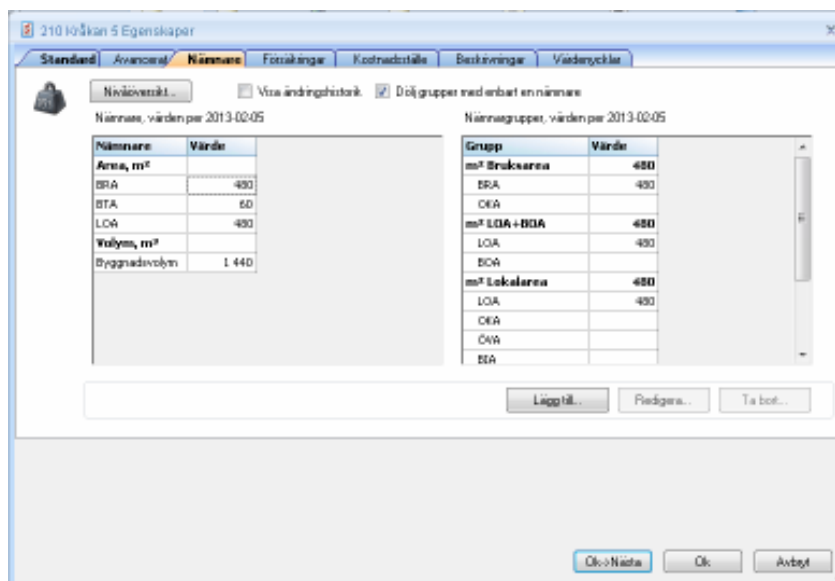 210 Kråkan 5 Egenskaper
Standard Avancerat Nämnare Försäkringar Kostnadsställe Beskrivningar Värdenycklar
Nivåöversikt... Visa ändringshistorik Dölj grupper med enbart en nämnare
Nämnare, värden per 2013-02-05
Nämnare Värde
Area, m²
BRA 480
BTA 60
LOA 480
Volym, m³
Byggnadsvolym 1 440
Nämnargrupper, värden per 2013-02-05
Grupp Värde
m² Bruksarea 480
BRA 480
OKA
m² LOA+BOA 480
LOA 480
BOA
m² Lokalarea 480
LOA 480
OKA
ÖVA
BIA
Lägg till... Redigera... Ta bort...
Ok->Nästa Ok Avbryt